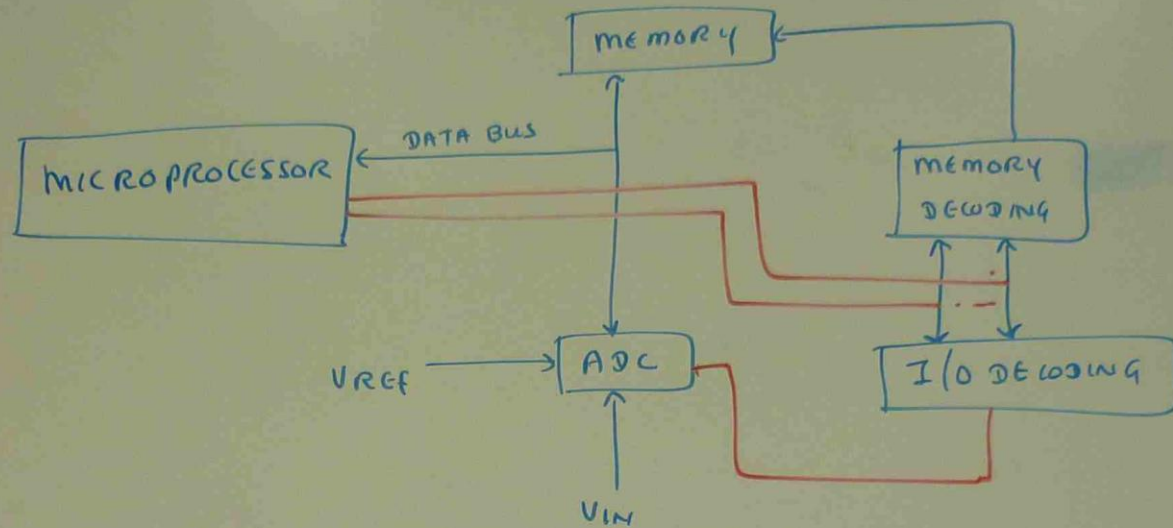 MEMORY
DATA BUS
MICROPROCESSOR
MEMORY
DECODING
ADC
I/O DECODING
VREF
VIN